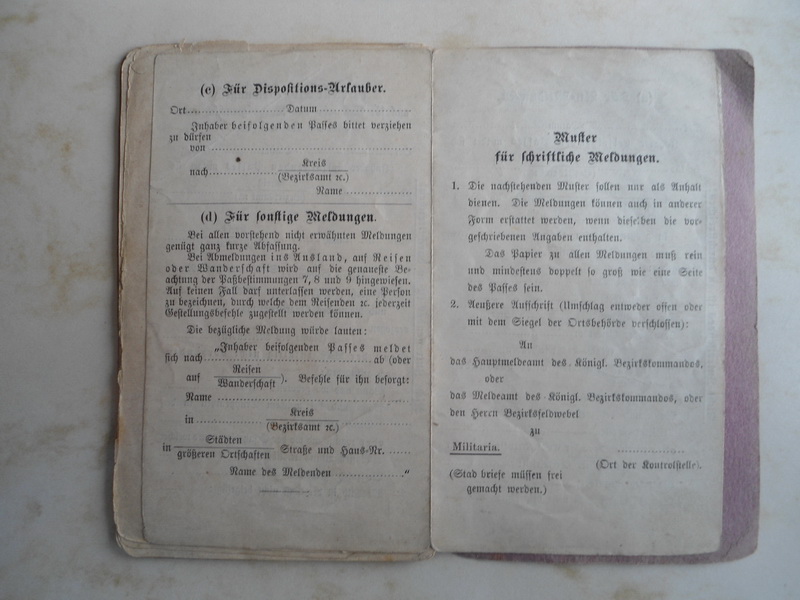 (c) Für Dispositions-Urlauber.
Ort........................ Datum........................
Inhaber beifolgenden Passes bittet verziehen
zu dürfen
von ........................
nach........................ Kreis
(Bezirksamt ꝛc.)
Name ........................
(d) Für sonstige Meldungen.
Bei allen vorstehend nicht erwähnten Meldungen
genügt ganz kurze Abfassung.
Bei Abmeldungen ins Ausland, auf Reisen
oder Wanderschaft wird auf die genaueste Be-
achtung der Paßbestimmungen 7, 8 und 9 hingewiesen.
Auf keinen Fall darf unterlassen werden, eine Person
zu bezeichnen, durch welche dem Reisenden ꝛc. jederzeit
Gestellungsbefehle zugestellt werden können.
Die bezügliche Meldung würde lauten:
„Inhaber beifolgenden Passes meldet
sich nach........................ ab (oder
auf Reisen
Wanderschaft ). Befehle für ihn besorgt:
Name ........................
in ........................ Kreis
(Bezirksamt ꝛc.)
in Städten
größeren Ortschaften Straße und Haus-Nr. ......
Name des Meldenden ...............“
Muster
für schriftliche Meldungen.
1. Die nachstehenden Muster sollen nur als Anhalt
dienen. Die Meldungen können auch in anderer
Form erstattet werden, wenn dieselben die vor-
geschriebenen Angaben enthalten.
Das Papier zu allen Meldungen muß rein
und mindestens doppelt so groß wie eine Seite
des Passes sein.
2. Aeußere Aufschrift (Umschlag entweder offen oder
mit dem Siegel der Ortsbehörde verschlossen):
An
das Hauptmeldeamt des Königl. Bezirkskommandos,
oder
das Meldeamt des Königl. Bezirkskommandos, oder
den Herrn Bezirksfeldwebel
zu
Militaria. ..................
(Ort der Kontrollstelle).
(Stadtbriefe müssen frei
gemacht werden.)